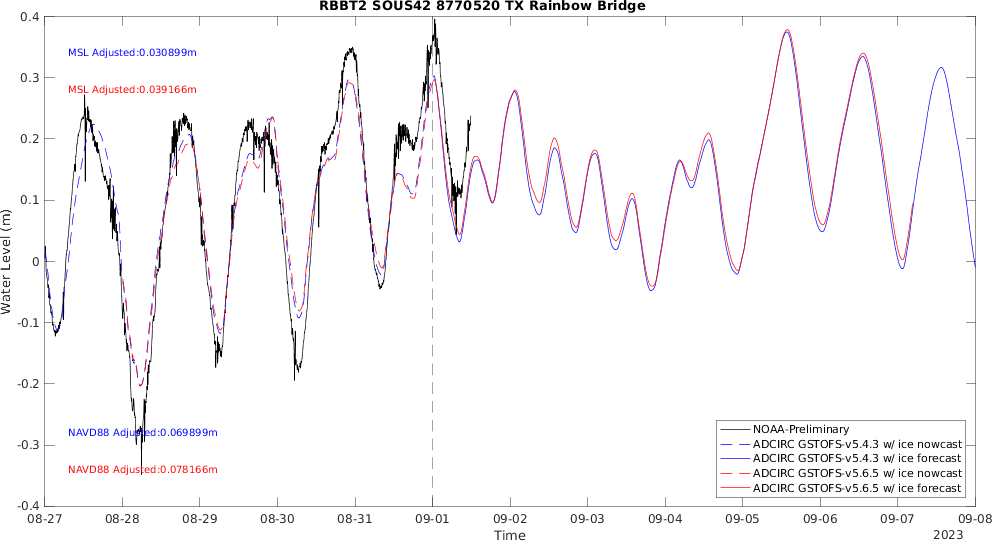 RBBT2 SOUS42 8770520 TX Rainbow Bridge
0.4
0.3
0.2
0.1
0
-0.1
-0.2
-0.3
-0.4
Water Level (m)
MSL Adjusted:0.030899m
MSL Adjusted:0.039166m
NAVD88 Adjusted:0.069899m
NAVD88 Adjusted:0.078166m
NOAA-Preliminary
ADCIRC GSTOFS-v5.4.3 w/ ice nowcast
ADCIRC GSTOFS-v5.4.3 w/ ice forecast
ADCIRC GSTOFS-v5.6.5 w/ ice nowcast
ADCIRC GSTOFS-v5.6.5 w/ ice forecast
08-27 08-28 08-29 08-30 08-31 09-01 09-02 09-03 09-04 09-05 09-06 09-07 09-08
Time
2023